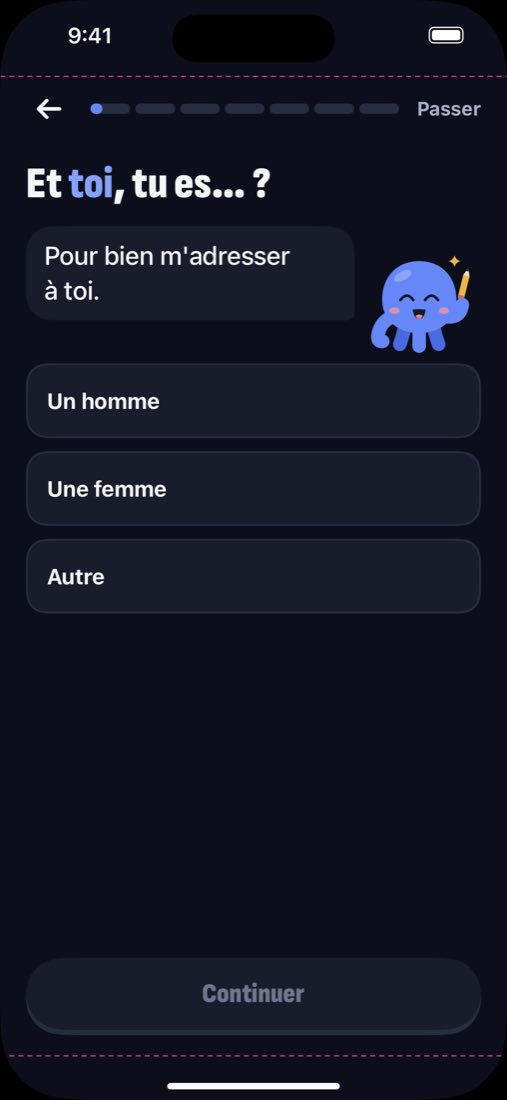 9:41
Passer
Et toi, tu es... ?
Pour bien m'adresser
à toi.
Un homme
Une femme
Autre
Continuer